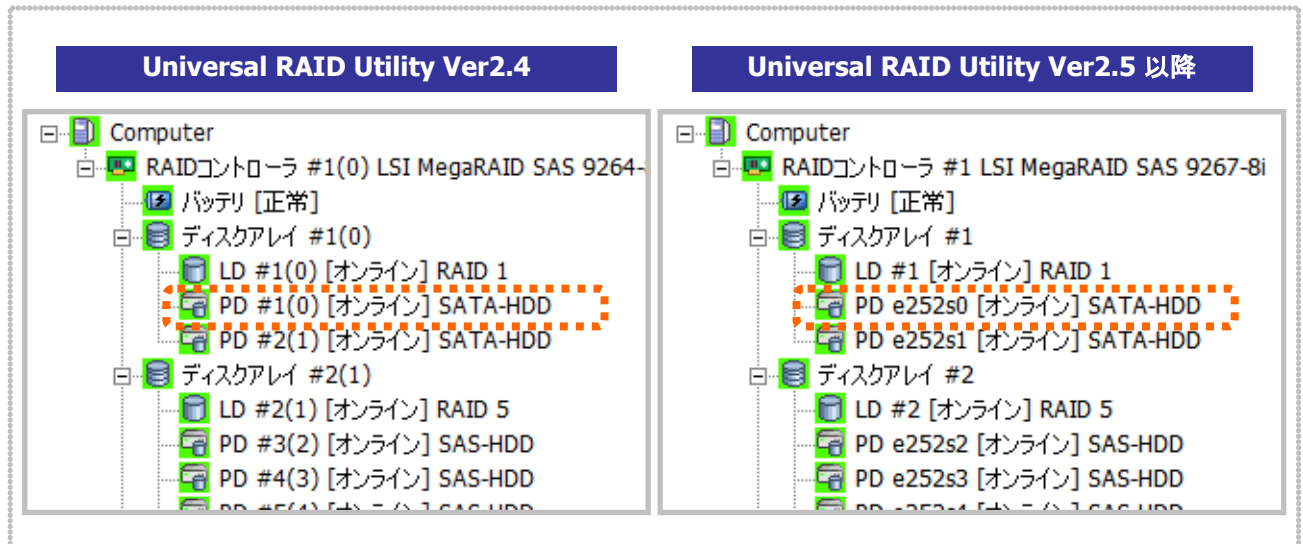 Universal RAID Utility Ver2.4
Computer
RAIDコントローラ #1(0) LSI MegaRAID SAS 9264-
バッテリ [正常]
ディスクアレイ #1(0)
LD #1(0) [オンライン] RAID 1
PD #1(0) [オンライン] SATA-HDD
PD #2(1) [オンライン] SATA-HDD
ディスクアレイ #2(1)
LD #2(1) [オンライン] RAID 5
PD #3(2) [オンライン] SAS-HDD
PD #4(3) [オンライン] SAS-HDD
Universal RAID Utility Ver2.5 以降
Computer
RAIDコントローラ #1 LSI MegaRAID SAS 9267-8i
バッテリ [正常]
ディスクアレイ #1
LD #1 [オンライン] RAID 1
PD e252s0 [オンライン] SATA-HDD
PD e252s1 [オンライン] SATA-HDD
ディスクアレイ #2
LD #2 [オンライン] RAID 5
PD e252s2 [オンライン] SAS-HDD
PD e252s3 [オンライン] SAS-HDD